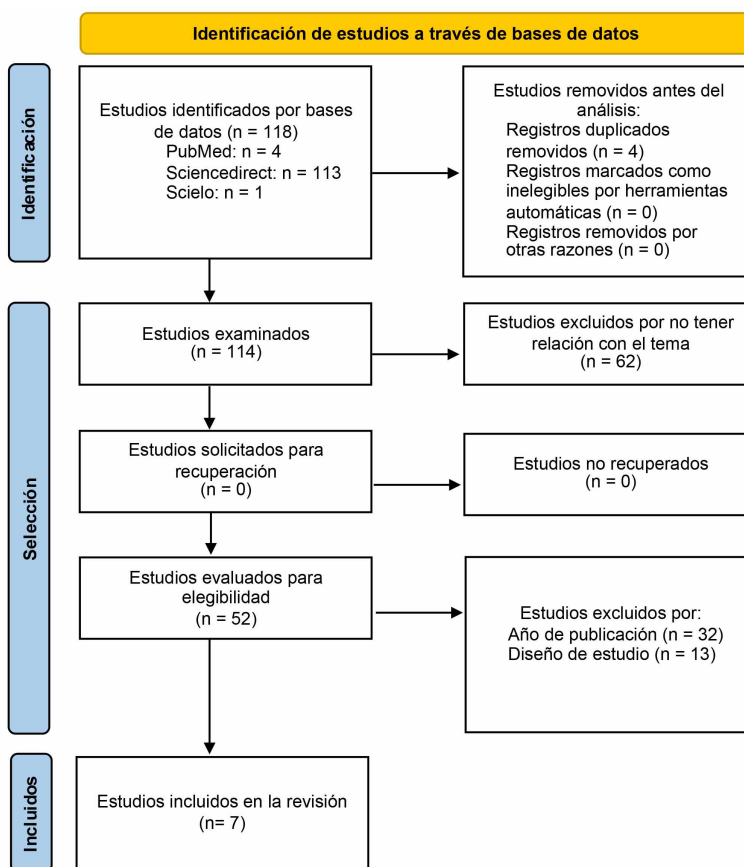 Identificación de estudios a través de bases de datos
Identificación
Estudios identificados por bases
de datos (n = 118)
PubMed: n = 4
Sciencedirect: n = 113
Scielo: n = 1
Estudios removidos antes del
análisis:
Registros duplicados
removidos (n = 4)
Registros marcados como
inelegibles por herramientas
automáticas (n = 0)
Registros removidos por
otras razones (n = 0)
Selección
Estudios examinados
(n = 114)
Estudios excluidos por no tener
relación con el tema
(n = 62)
Estudios solicitados para
recuperación
(n = 0)
Estudios no recuperados
(n = 0)
Estudios evaluados para
elegibilidad
(n = 52)
Estudios excluidos por:
Año de publicación (n = 32)
Diseño de estudio (n = 13)
Incluidos
Estudios incluidos en la revisión
(n= 7)